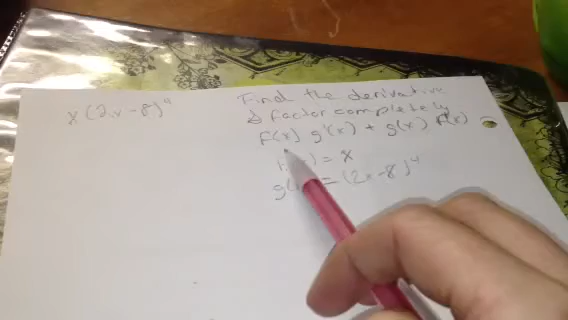 x(2x-8)⁴
Find the derivative
& factor completely
f(x) g'(x) + g(x) f'(x)
f( ) = x
g( = (2x-8)⁴